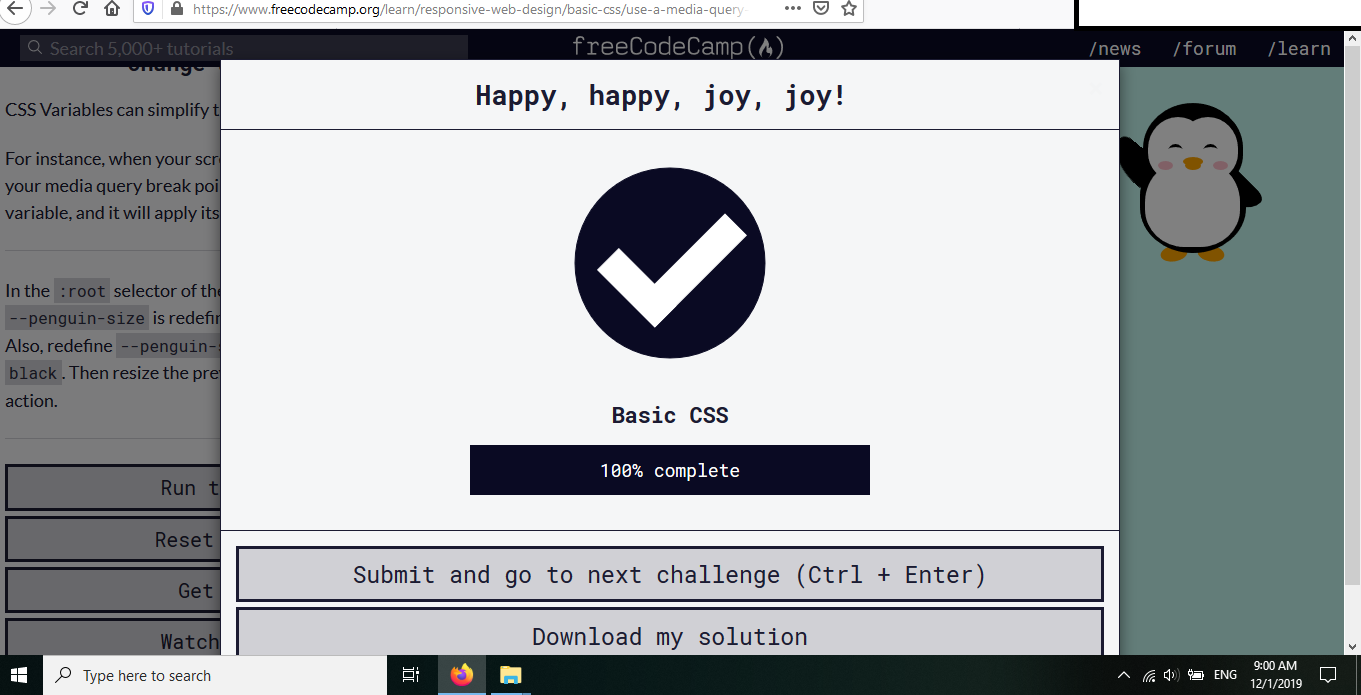 https://www.freecodecamp.org/learn/responsive-web-design/basic-css/use-a-media-query-
Search 5,000+ tutorials
freeCodeCamp(🔥)
/news /forum /learn
change
Happy, happy, joy, joy!
CSS Variables can simplify t
For instance, when your scre
your media query break poi
variable, and it will apply its
In the :root selector of the
--penguin-size is redefin
Also, redefine --penguin-s
black. Then resize the pre
action.
Basic CSS
100% complete
Run t
Reset
Get
Watch
Submit and go to next challenge (Ctrl + Enter)
Download my solution
Type here to search
ENG
9:00 AM
12/1/2019